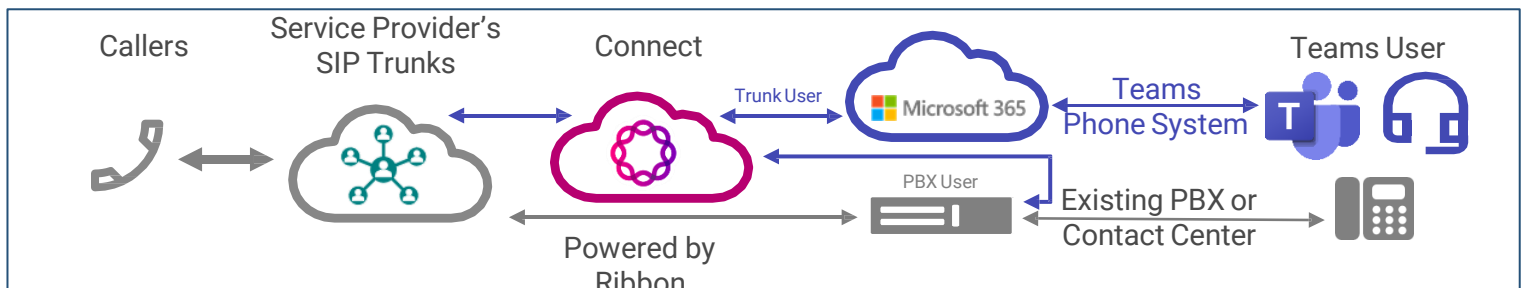 Callers
Service Provider's
SIP Trunks
Connect
Trunk User
Microsoft 365
Teams
Phone System
Teams User
T
PBX User
Existing PBX or
Contact Center
Powered by
Ribbon